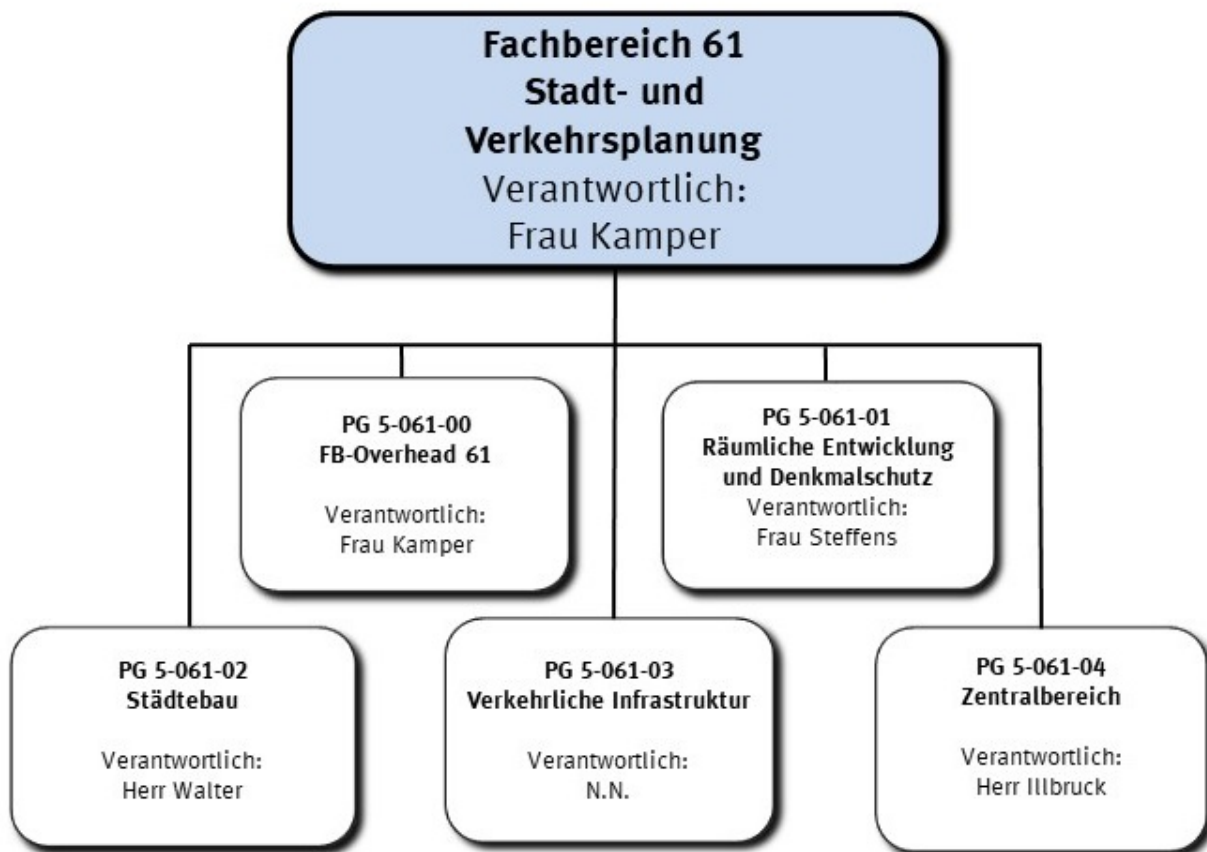 Fachbereich 61
Stadt- und
Verkehrsplanung
Verantwortlich:
Frau Kamper
PG 5-061-00
FB-Overhead 61
Verantwortlich:
Frau Kamper
PG 5-061-01
Räumliche Entwicklung
und Denkmalschutz
Verantwortlich:
Frau Steffens
PG 5-061-02
Städtebau
Verantwortlich:
Herr Walter
PG 5-061-03
Verkehrliche Infrastruktur
Verantwortlich:
N.N.
PG 5-061-04
Zentralbereich
Verantwortlich:
Herr Illbruck